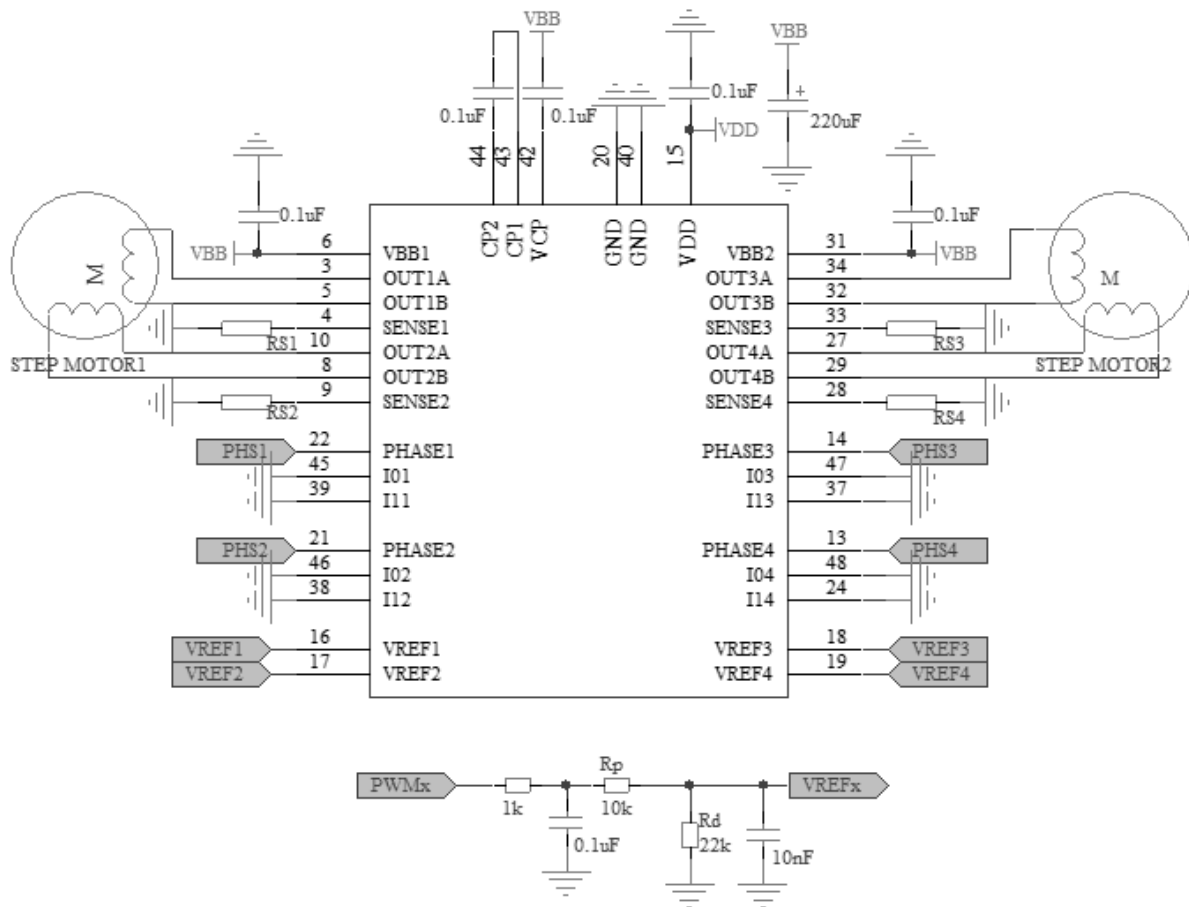 VBB
VBB
0.1uF
0.1uF
0.1uF
VDD
+
220uF
44
43
42
20
40
15
0.1uF
0.1uF
CP2
CP1
VCP
GND
GND
VDD
VBB
6
VBB1
VBB2
31
VBB
3
OUT1A
OUT3A
34
M
M
5
OUT1B
OUT3B
32
4
SENSE1
SENSE3
33
RS1
RS3
10
OUT2A
OUT4A
27
STEP MOTOR1
STEP MOTOR2
8
OUT2B
OUT4B
29
9
SENSE2
SENSE4
28
RS2
RS4
PHS1
22
PHASE1
PHASE3
14
PHS3
45
I01
I03
47
39
I11
I13
37
PHS2
21
PHASE2
PHASE4
13
PHS4
46
I02
I04
48
38
I12
I14
24
VREF1
16
VREF1
VREF3
18
VREF3
VREF2
17
VREF2
VREF4
19
VREF4
PWMx
1k
Rp
10k
VREFx
0.1uF
Rd
22k
10nF